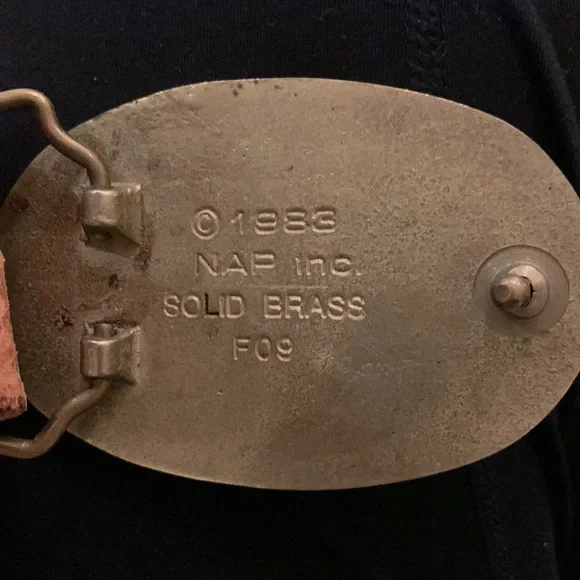 © 1983
NAP inc.
SOLID BRASS
F09